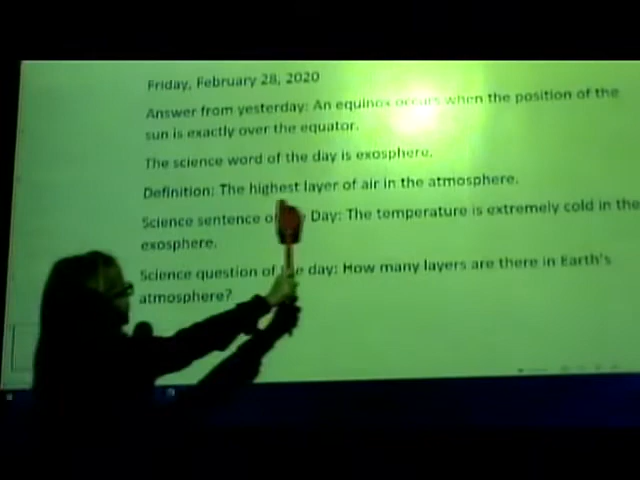 Friday, February 28, 2020
Answer from yesterday: An equinox occurs when the position of the
sun is exactly over the equator.
The science word of the day is exosphere.
Definition: The highest layer of air in the atmosphere.
Science sentence of Day: The temperature is extremely cold in the
exosphere.
Science question of the day: How many layers are there in Earth's
atmosphere?